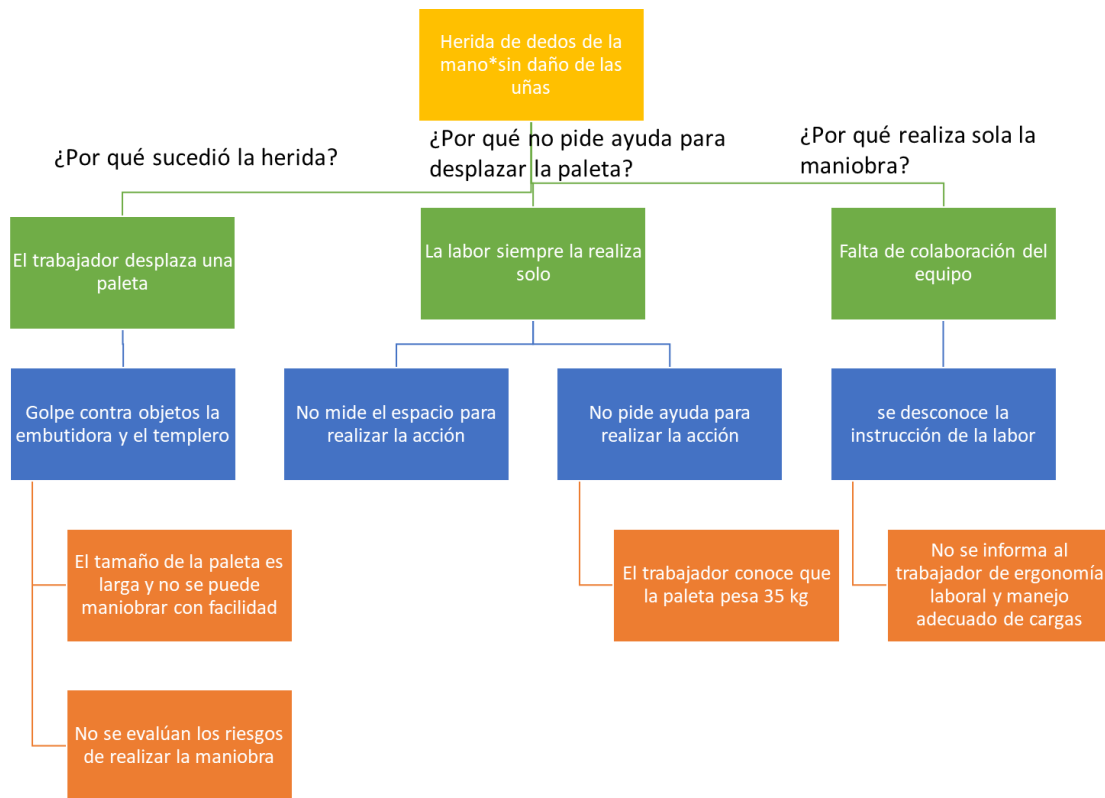 Herida de dedos de la
mano*sin daño de las
uñas
¿Por qué sucedió la herida?
¿Por qué no pide ayuda para
desplazar la paleta?
¿Por qué realiza sola la
maniobra?
El trabajador desplaza una
paleta
La labor siempre la realiza
solo
Falta de colaboración del
equipo
Golpe contra objetos la
embutidora y el templero
No mide el espacio para
realizar la acción
No pide ayuda para
realizar la acción
se desconoce la
instrucción de la labor
El tamaño de la paleta es
larga y no se puede
maniobrar con facilidad
El trabajador conoce que
la paleta pesa 35 kg
No se informa al
trabajador de ergonomía
laboral y manejo
adecuado de cargas
No se evalúan los riesgos
de realizar la maniobra